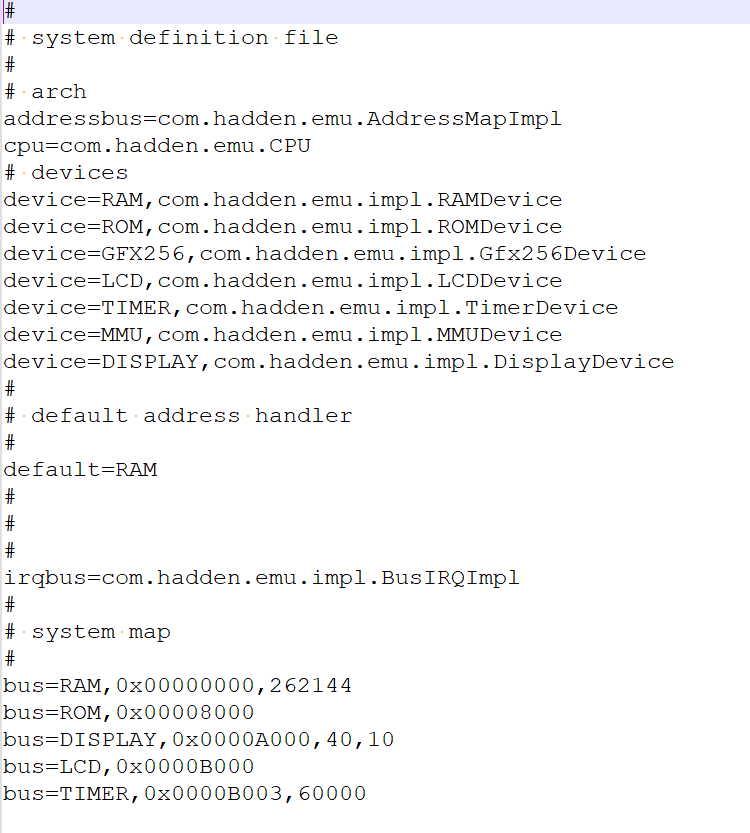 #
# system definition file
#
# arch
addressbus=com.hadden.emu.AddressMapImpl
cpu=com.hadden.emu.CPU
# devices
device=RAM,com.hadden.emu.impl.RAMDevice
device=ROM,com.hadden.emu.impl.ROMDevice
device=GFX256,com.hadden.emu.impl.Gfx256Device
device=LCD,com.hadden.emu.impl.LCDDevice
device=TIMER,com.hadden.emu.impl.TimerDevice
device=MMU,com.hadden.emu.impl.MMUDevice
device=DISPLAY,com.hadden.emu.impl.DisplayDevice
#
# default address handler
#
default=RAM
#
#
#
irqbus=com.hadden.emu.impl.BusIRQImpl
#
# system map
#
bus=RAM,0x00000000,262144
bus=ROM,0x00008000
bus=DISPLAY,0x0000A000,40,10
bus=LCD,0x0000B000
bus=TIMER,0x0000B003,60000